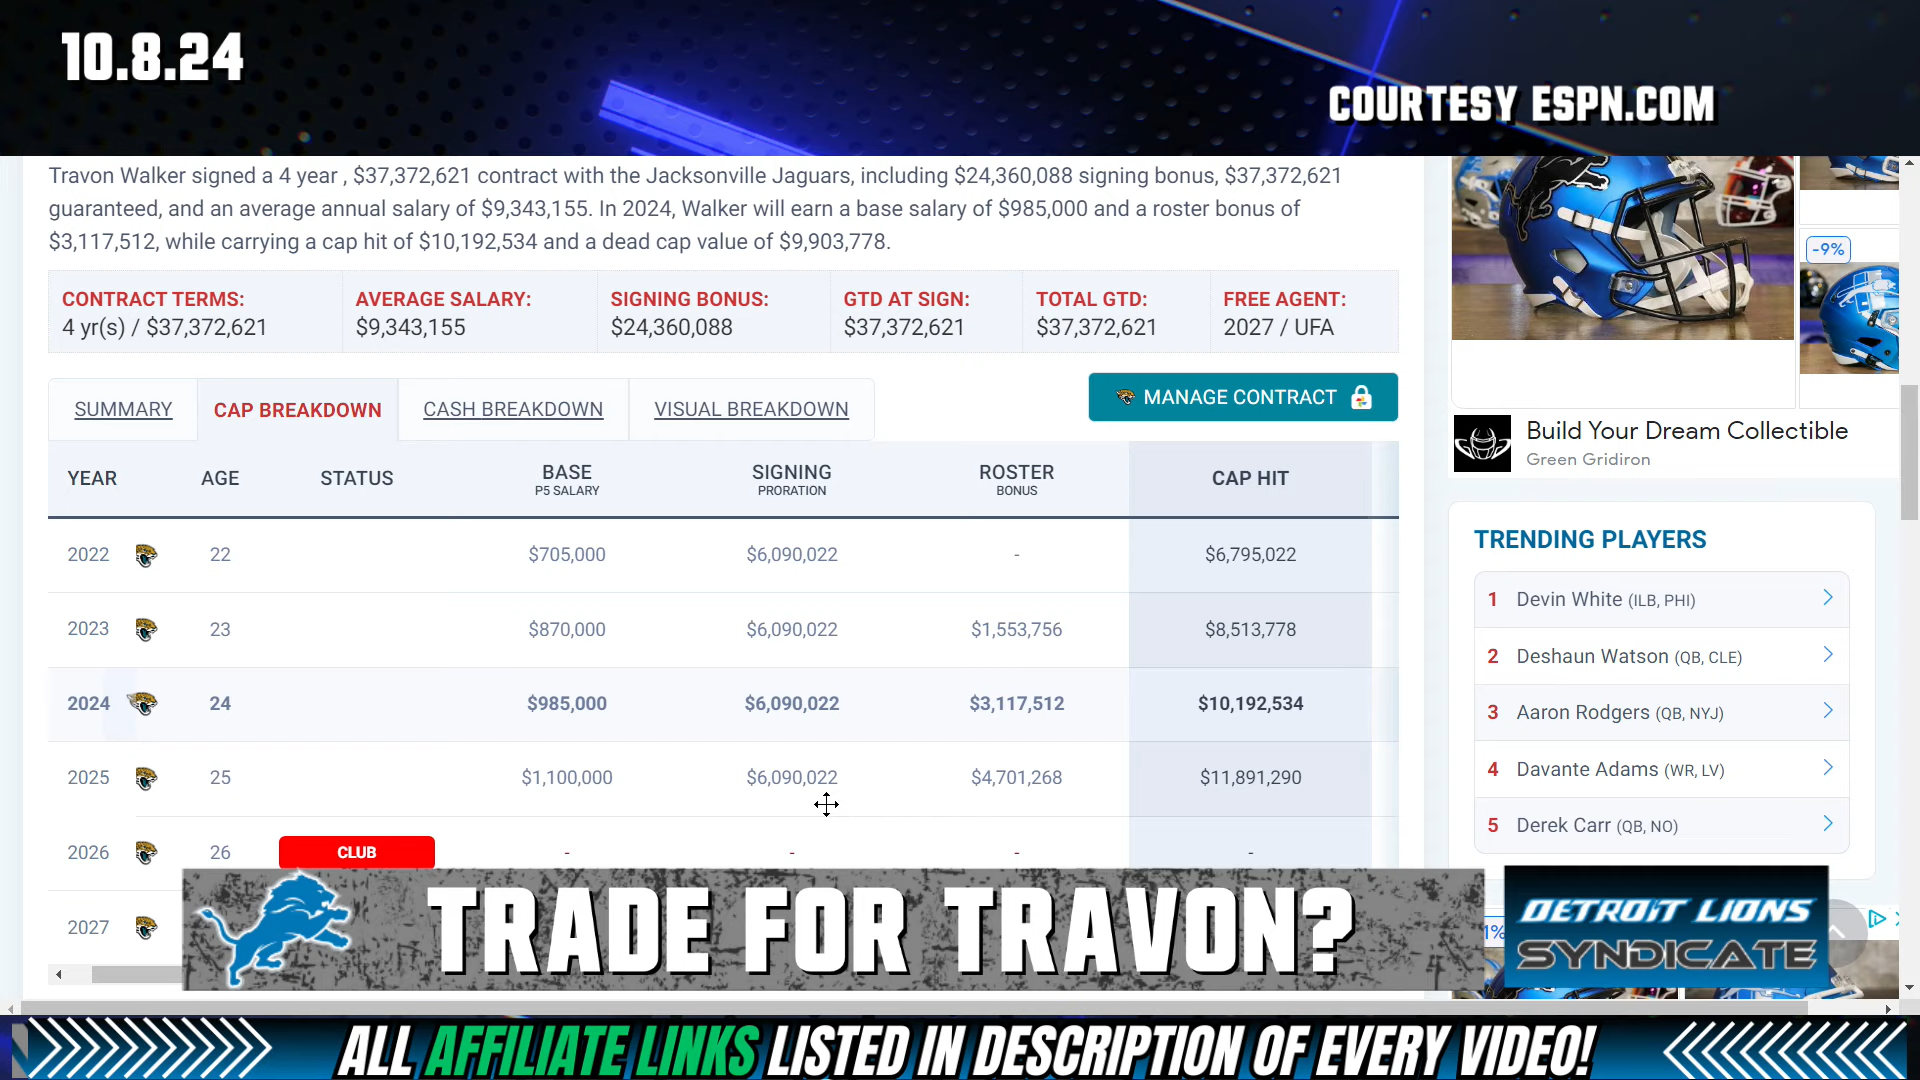 10.8.24
COURTESY ESPN.COM
Travon Walker signed a 4 year , $37,372,621 contract with the Jacksonville Jaguars, including $24,360,088 signing bonus, $37,372,621
guaranteed, and an average annual salary of $9,343,155. In 2024, Walker will earn a base salary of $985,000 and a roster bonus of
$3,117,512, while carrying a cap hit of $10,192,534 and a dead cap value of $9,903,778.
CONTRACT TERMS: AVERAGE SALARY: SIGNING BONUS: GTD AT SIGN: TOTAL GTD: FREE AGENT:
4 yr(s) / $37,372,621 $9,343,155 $24,360,088 $37,372,621 $37,372,621 2027 / UFA
SUMMARY CAP BREAKDOWN CASH BREAKDOWN VISUAL BREAKDOWN MANAGE CONTRACT
YEAR AGE STATUS BASE SIGNING ROSTER CAP HIT
P5 SALARY PRORATION BONUS
2022 22 $705,000 $6,090,022 - $6,795,022
2023 23 $870,000 $6,090,022 $1,553,756 $8,513,778
2024 24 $985,000 $6,090,022 $3,117,512 $10,192,534
2025 25 $1,100,000 $6,090,022 $4,701,268 $11,891,290
2026 26 CLUB - - - -
2027
-9%
Build Your Dream Collectible
Green Gridiron
TRENDING PLAYERS
1 Devin White (ILB, PHI)
2 Deshaun Watson (QB, CLE)
3 Aaron Rodgers (QB, NYJ)
4 Davante Adams (WR, LV)
5 Derek Carr (QB, NO)
TRADE FOR TRAVON?
DETROIT LIONS
SYNDICATE
ALL AFFILIATE LINKS LISTED IN DESCRIPTION OF EVERY VIDEO!